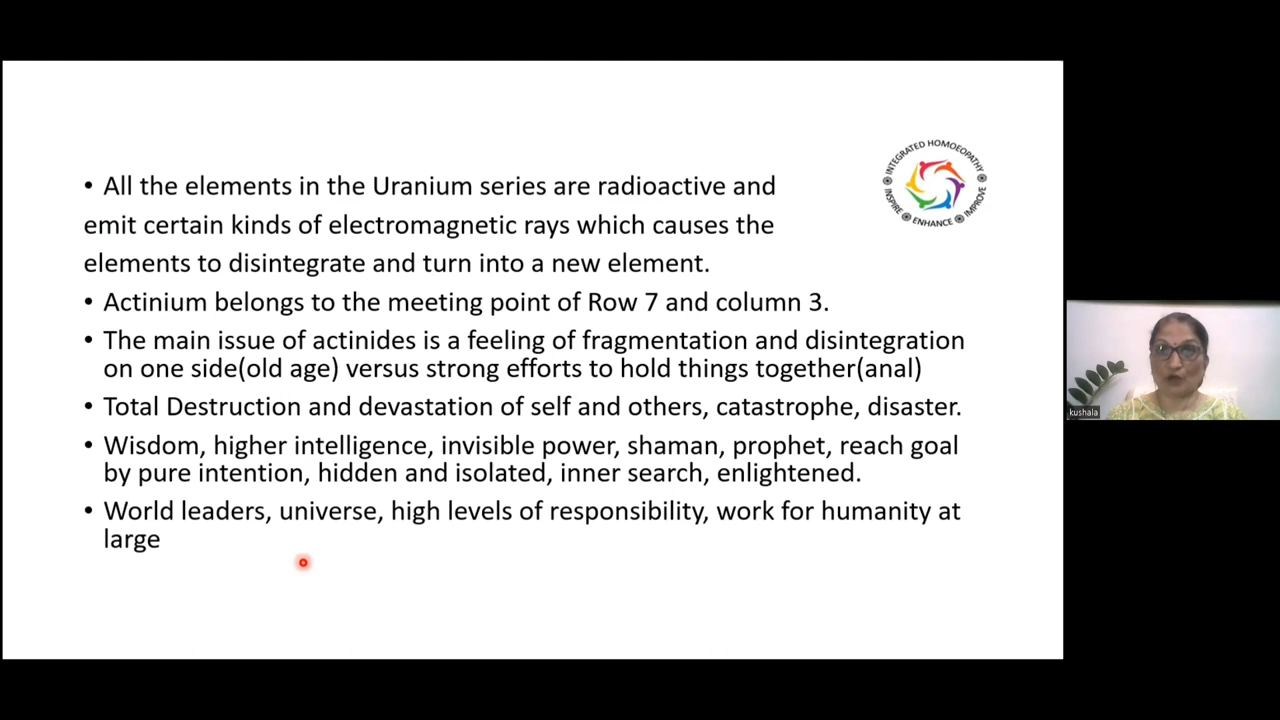 • All the elements in the Uranium series are radioactive and
emit certain kinds of electromagnetic rays which causes the
elements to disintegrate and turn into a new element.
• Actinium belongs to the meeting point of Row 7 and column 3.
• The main issue of actinides is a feeling of fragmentation and disintegration
on one side(old age) versus strong efforts to hold things together(anal)
• Total Destruction and devastation of self and others, catastrophe, disaster.
• Wisdom, higher intelligence, invisible power, shaman, prophet, reach goal
by pure intention, hidden and isolated, inner search, enlightened.
• World leaders, universe, high levels of responsibility, work for humanity at
large
INTEGRATED HOMOEOPATHY
INSPIRE ENHANCE IMPROVE
kushala